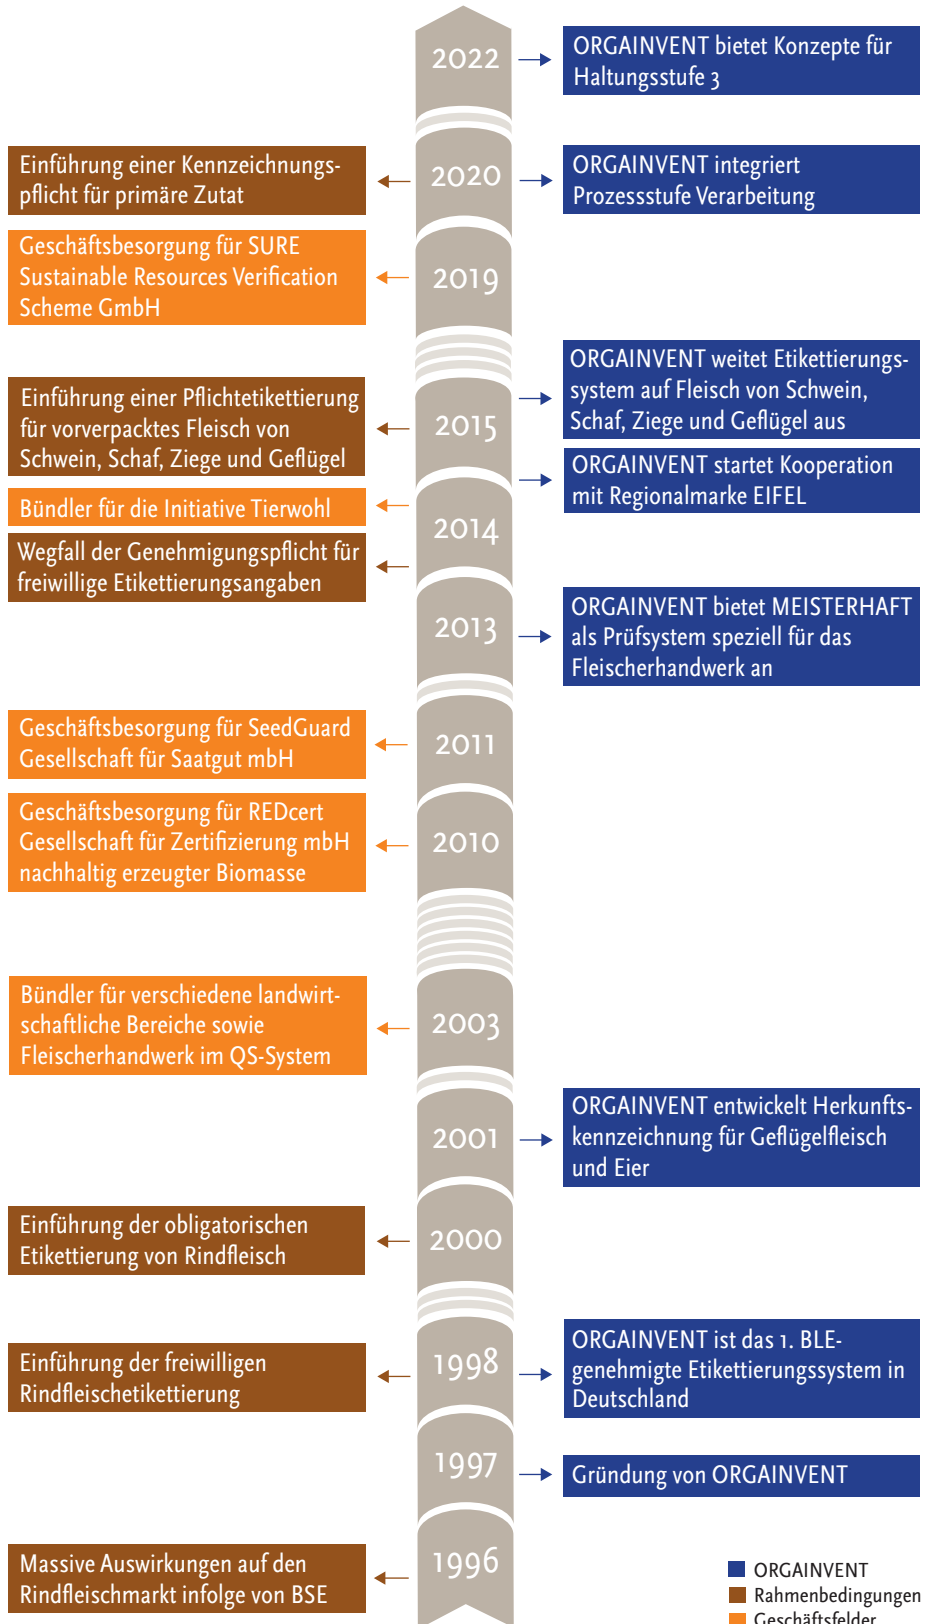 2022
ORGAINVENT bietet Konzepte für
Haltungsstufe 3
Einführung einer Kennzeichnungs-
pflicht für primäre Zutat
2020
ORGAINVENT integriert
Prozessstufe Verarbeitung
Geschäftsbesorgung für SURE
Sustainable Resources Verification
Scheme GmbH
2019
ORGAINVENT weitet Etikettierungs-
system auf Fleisch von Schwein,
Schaf, Ziege und Geflügel aus
Einführung einer Pflichtetikettierung
für vorverpacktes Fleisch von
Schwein, Schaf, Ziege und Geflügel
2015
ORGAINVENT startet Kooperation
mit Regionalmarke EIFEL
Bündler für die Initiative Tierwohl
2014
Wegfall der Genehmigungspflicht für
freiwillige Etikettierungsangaben
2013
ORGAINVENT bietet MEISTERHAFT
als Prüfsystem speziell für das
Fleischerhandwerk an
Geschäftsbesorgung für SeedGuard
Gesellschaft für Saatgut mbH
2011
Geschäftsbesorgung für REDcert
Gesellschaft für Zertifizierung mbH
nachhaltig erzeugter Biomasse
2010
Bündler für verschiedene landwirt-
schaftliche Bereiche sowie
Fleischerhandwerk im QS-System
2003
2001
ORGAINVENT entwickelt Herkunfts-
kennzeichnung für Geflügelfleisch
und Eier
Einführung der obligatorischen
Etikettierung von Rindfleisch
2000
Einführung der freiwilligen
Rindfleischetikettierung
1998
ORGAINVENT ist das 1. BLE-
genehmigte Etikettierungssystem in
Deutschland
1997
Gründung von ORGAINVENT
Massive Auswirkungen auf den
Rindfleischmarkt infolge von BSE
1996
ORGAINVENT
Rahmenbedingungen
Geschäftsfelder